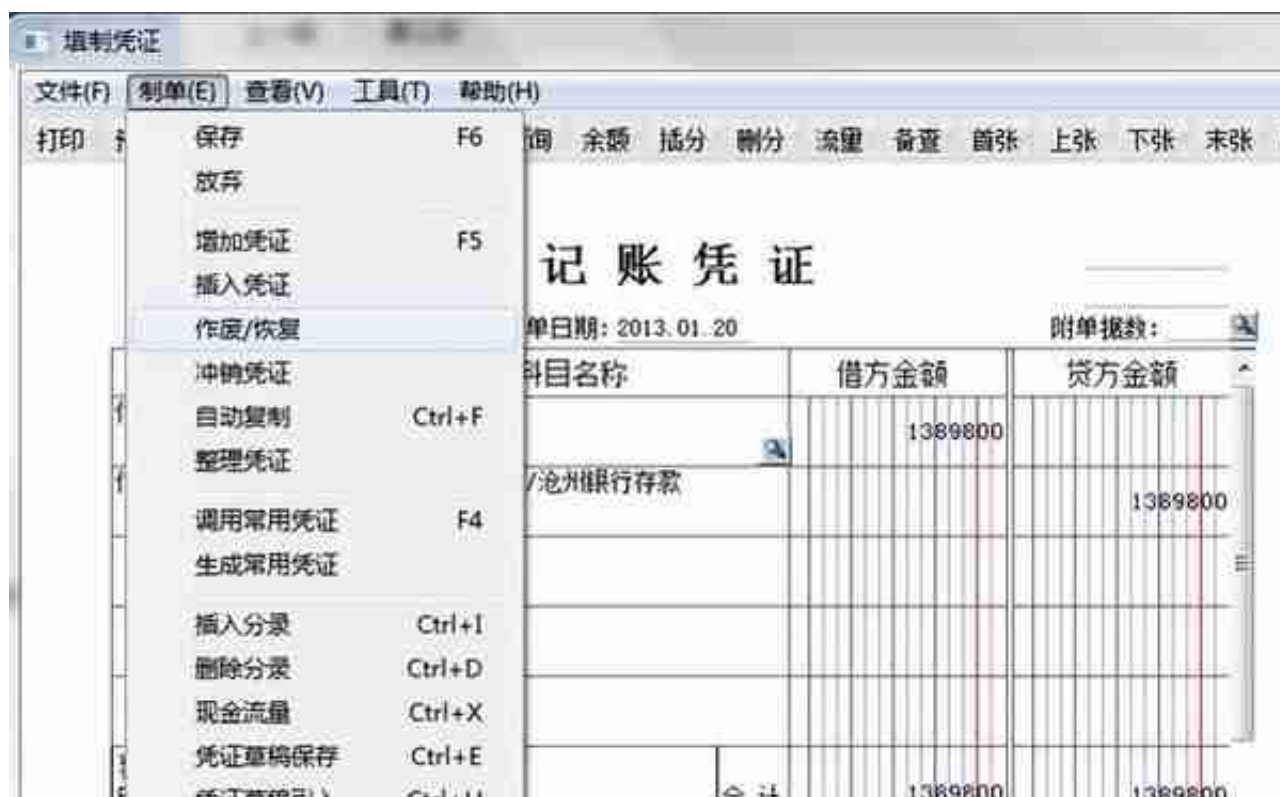 填制凭证
文件(F) 制单(E) 查看(V) 工具(T) 帮助(H)
打印 询 余额 插分 删分 流量 备查 首张 上张 下张 末张
保存 F6
放弃
增加凭证 F5
插入凭证
作废/恢复
冲销凭证
自动复制 Ctrl+F
整理凭证
调用常用凭证 F4
生成常用凭证
插入分录 Ctrl+I
删除分录 Ctrl+D
现金流量 Ctrl+X
凭证草稿保存 Ctrl+E
记账凭证
单日期: 2013.01.20 附单据数:
科目名称 借方金额 贷方金额
1389800
/沧州银行存款 1389800
合计 1389800 1389800